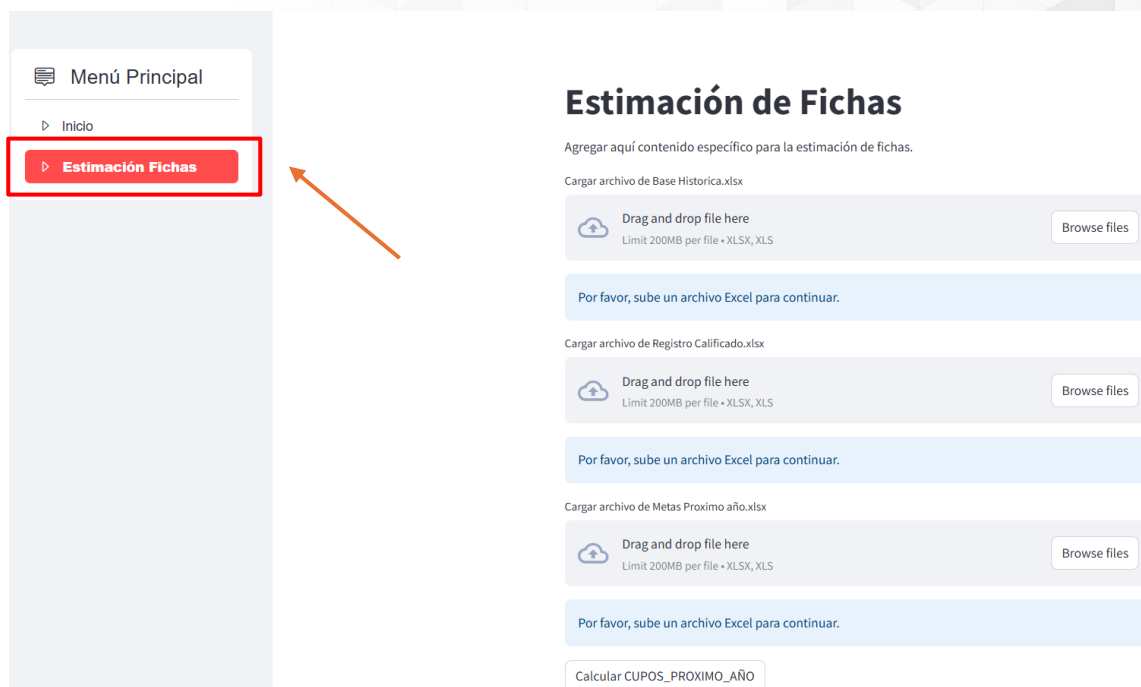 Menú Principal
Inicio
Estimación Fichas
Estimación de Fichas
Agregar aquí contenido específico para la estimación de fichas.
Cargar archivo de Base Historica.xlsx
Drag and drop file here
Limit 200MB per file • XLSX, XLS
Browse files
Por favor, sube un archivo Excel para continuar.
Cargar archivo de Registro Calificado.xlsx
Drag and drop file here
Limit 200MB per file • XLSX, XLS
Browse files
Por favor, sube un archivo Excel para continuar.
Cargar archivo de Metas Proximo año.xlsx
Drag and drop file here
Limit 200MB per file • XLSX, XLS
Browse files
Por favor, sube un archivo Excel para continuar.
Calcular CUPOS_PROXIMO_AÑO